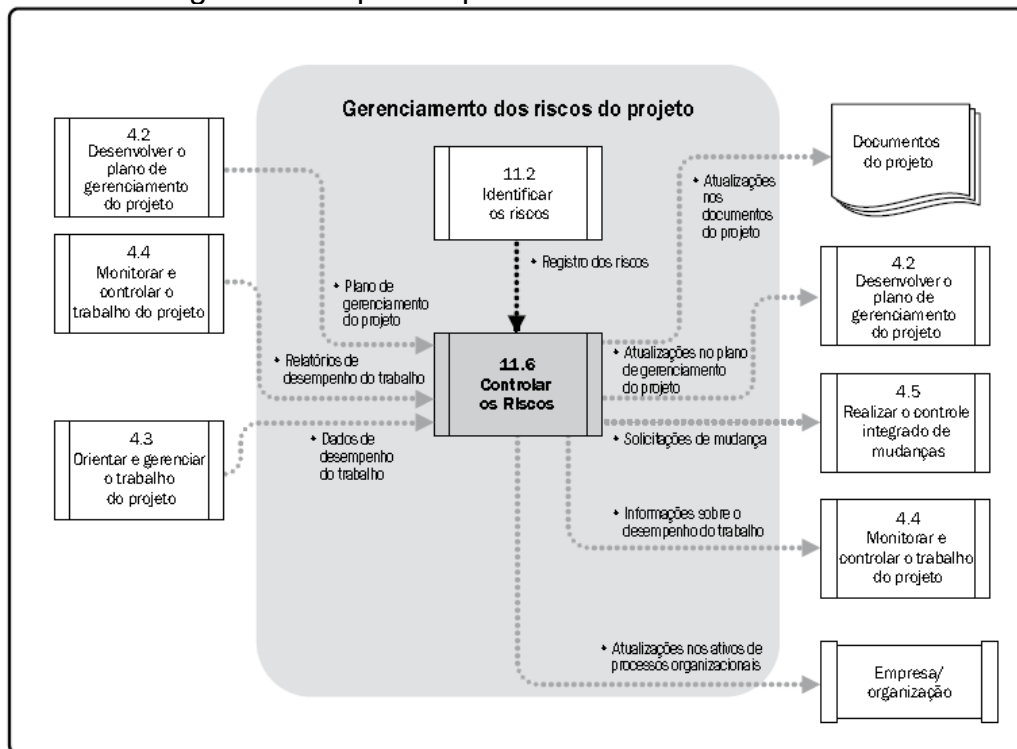 Gerenciamento dos riscos do projeto
4.2
Desenvolver o
plano de
gerenciamento
do projeto
4.4
Monitorar e
controlar o
trabalho do projeto
4.3
Orientar e gerenciar
o trabalho
do projeto
11.2
Identificar
os riscos
• Registro dos riscos
• Plano de
gerenciamento
do projeto
• Relatórios de
desempenho do trabalho
• Dados de
desempenho
do trabalho
11.6
Controlar
os Riscos
• Atualizações
nos
documentos
do projeto
• Atualizações no plano
de gerenciamento
do projeto
• Solicitações de mudança
• Informações sobre o
desempenho do trabalho
• Atualizações nos ativos de
processos organizacionais
Documentos
do projeto
4.2
Desenvolver o
plano de
gerenciamento
do projeto
4.5
Realizar o controle
integrado de
mudanças
4.4
Monitorar e
controlar o trabalho
do projeto
Empresa/
organização